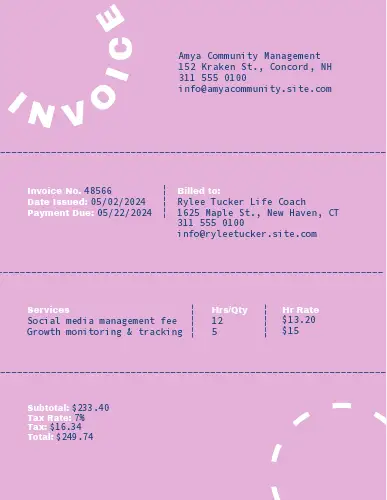 INVOICE
Amya Community Management
152 Kraken St., Concord, NH
311 555 0100
info@amyacommunity.site.com
Invoice No. 48566
Date Issued: 05/02/2024
Payment Due: 05/22/2024
Billed to:
Rylee Tucker Life Coach
1625 Maple St., New Haven, CT
311 555 0100
info@ryleetucker.site.com
Services Hrs/Qty Hr Rate
Social media management fee 12 $13.20
Growth monitoring & tracking 5 $15
Subtotal: $233.40
Tax Rate: 7%
Tax: $16.34
Total: $249.74